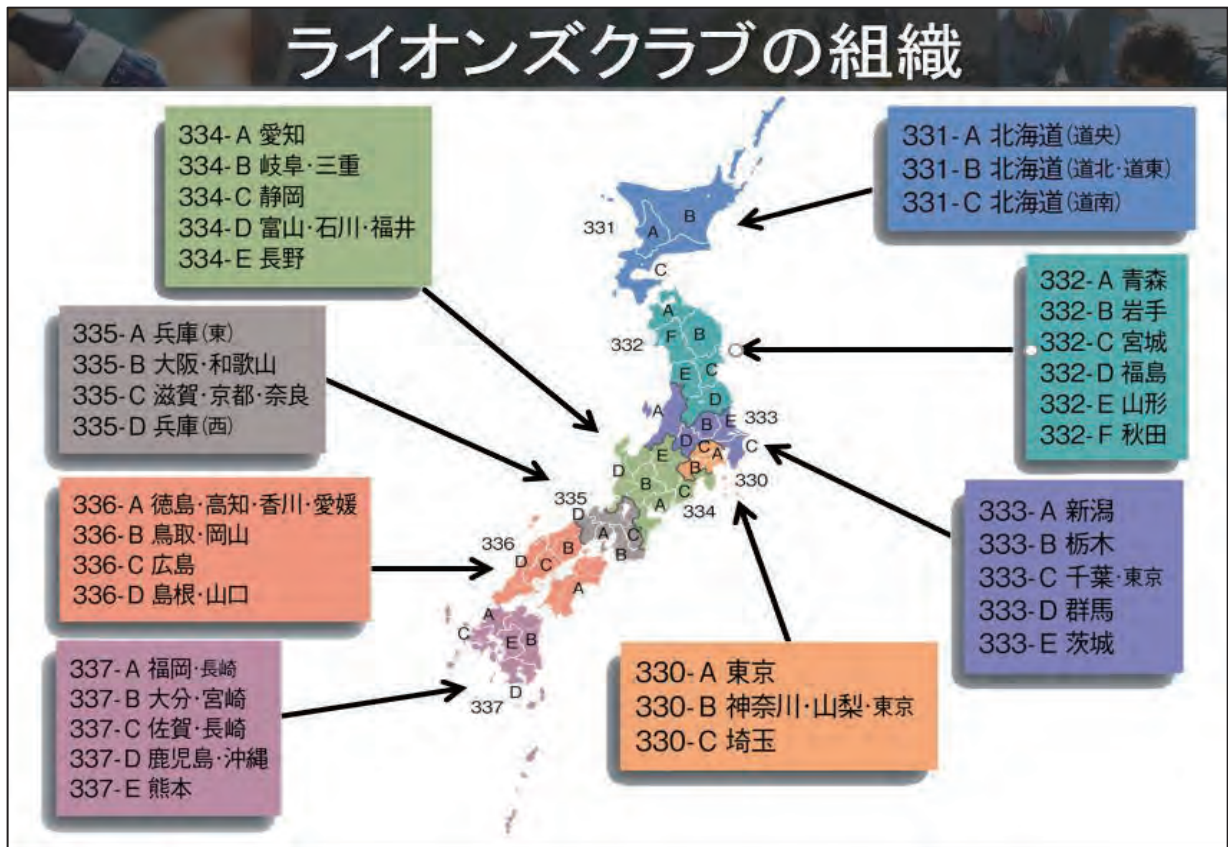 ライオンズクラブの組織
334-A 愛知
334-B 岐阜・三重
334-C 静岡
334-D 富山・石川・福井
334-E 長野
331-A 北海道(道央)
331-B 北海道(道北・道東)
331-C 北海道(道南)
335-A 兵庫(東)
335-B 大阪・和歌山
335-C 滋賀・京都・奈良
335-D 兵庫(西)
332-A 青森
332-B 岩手
332-C 宮城
332-D 福島
332-E 山形
332-F 秋田
336-A 徳島・高知・香川・愛媛
336-B 鳥取・岡山
336-C 広島
336-D 島根・山口
333-A 新潟
333-B 栃木
333-C 千葉・東京
333-D 群馬
333-E 茨城
337-A 福岡・長崎
337-B 大分・宮崎
337-C 佐賀・長崎
337-D 鹿児島・沖縄
337-E 熊本
330-A 東京
330-B 神奈川・山梨・東京
330-C 埼玉
331
A
B
C
332
A
B
F
E
C
D
333
A
B
E
D
C
330
C
A
B
334
E
D
B
C
A
335
D
A
C
B
336
B
D
C
A
337
A
C
E
B
D